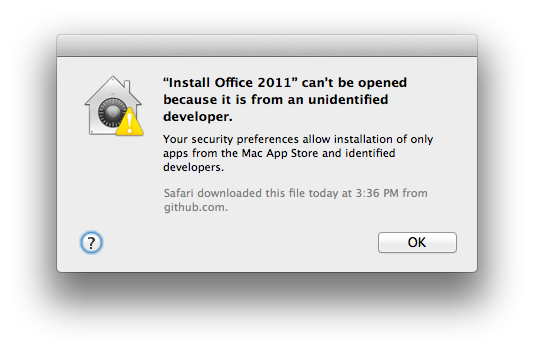 “Install Office 2011” can't be opened
because it is from an unidentified
developer.
Your security preferences allow installation of only
apps from the Mac App Store and identified
developers.
Safari downloaded this file today at 3:36 PM from
github.com.
?
OK